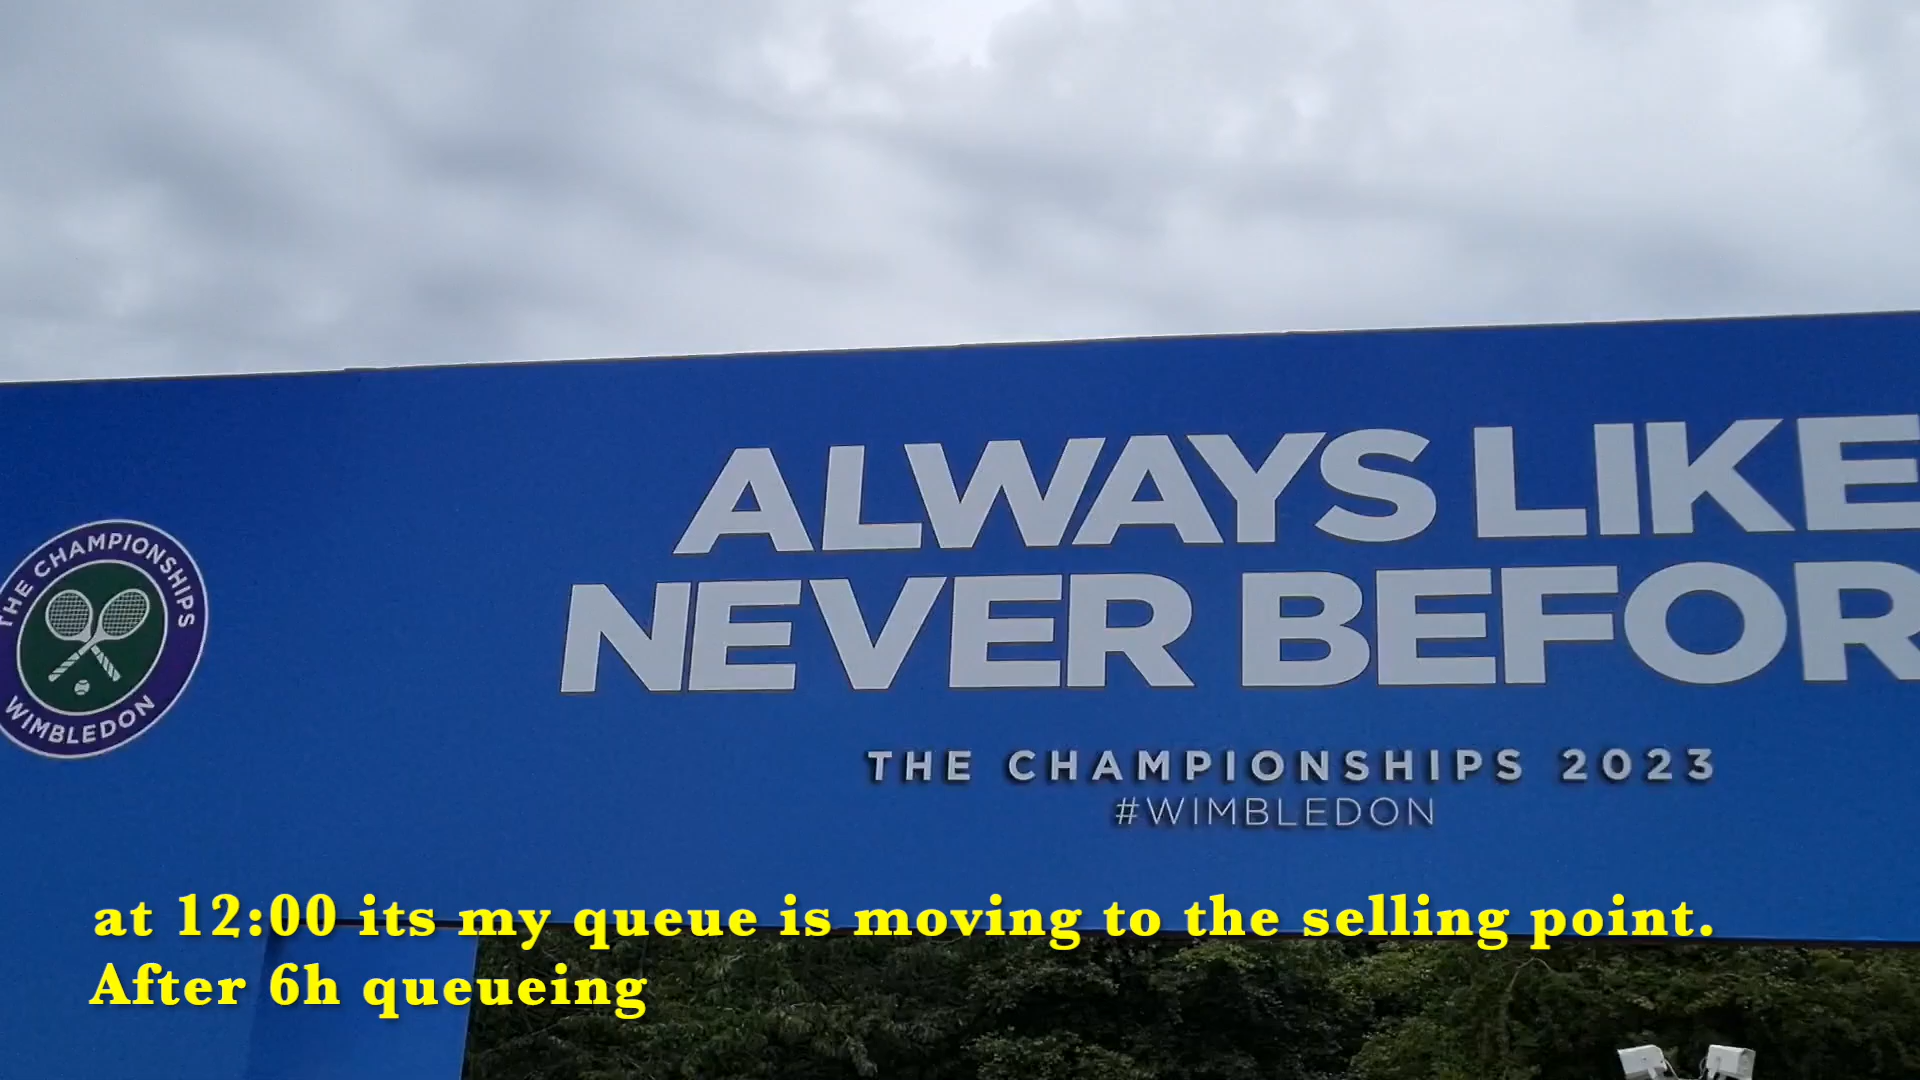 ALWAYS LIKE
NEVER BEFOR
THE CHAMPIONSHIPS 2023
#WIMBLEDON
THE CHAMPIONSHIPS
WIMBLEDON
at 12:00 its my queue is moving to the selling point.
After 6h queueing